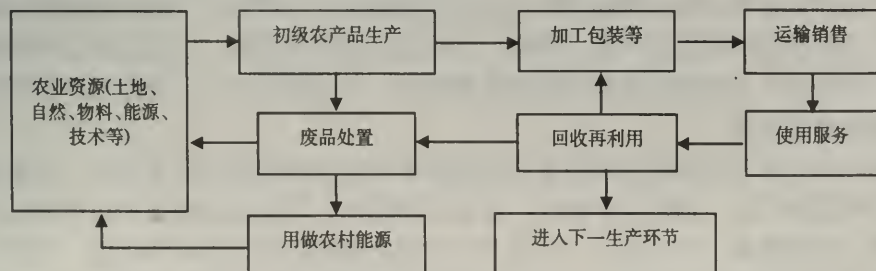 初级农产品生产
加工包装等
运输销售
农业资源(土地、
自然、物料、能源、
技术等)
废品处置
回收再利用
使用服务
用做农村能源
进入下一生产环节